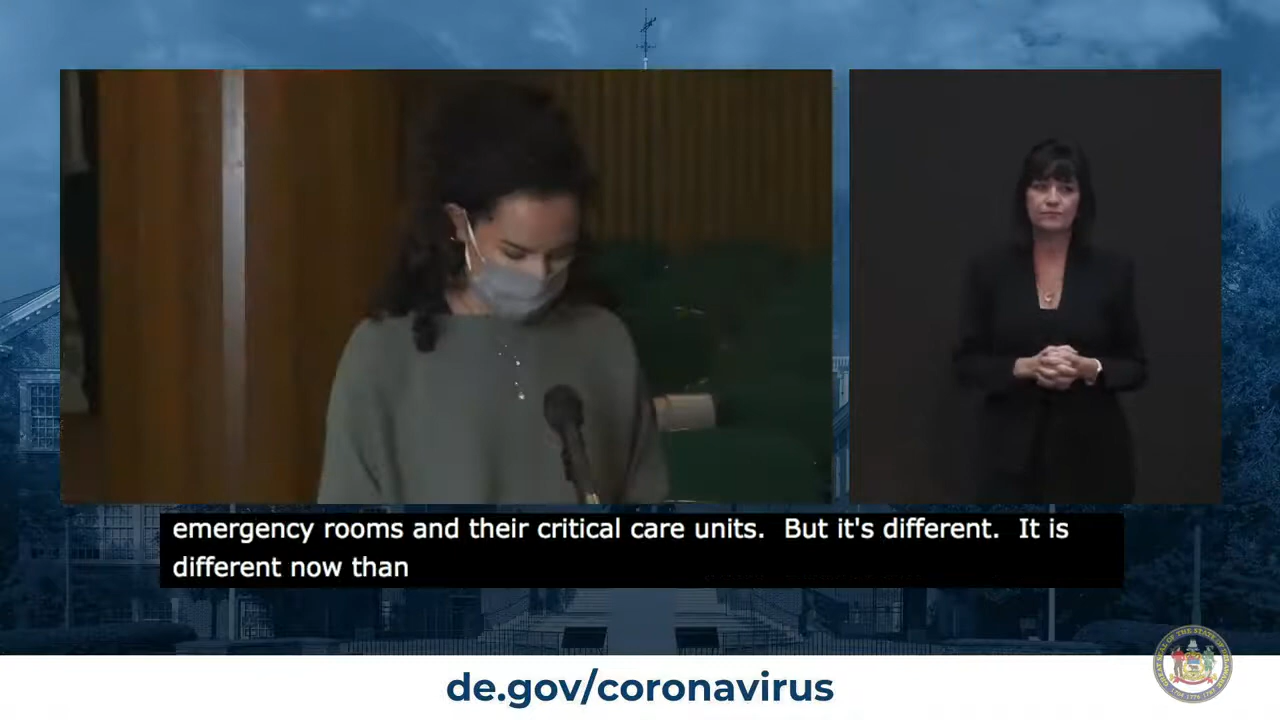 emergency rooms and their critical care units.  But it's different.  It is
different now than
de.gov/coronavirus